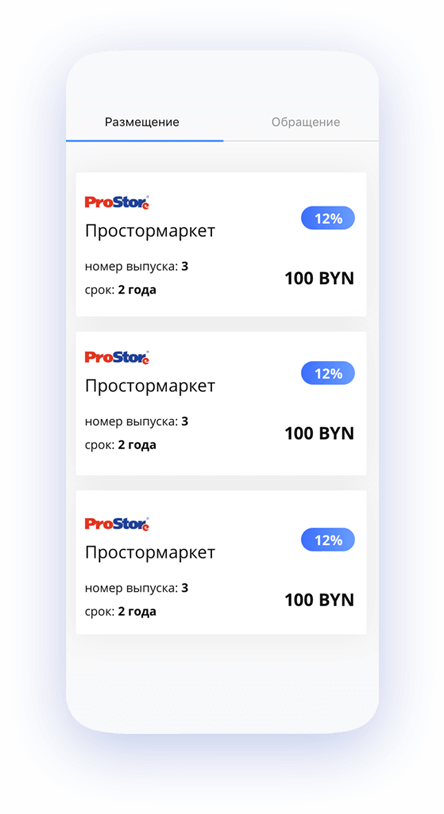 Размещение
Обращение
ProStore
Простормаркет
12%
номер выпуска: 3
срок: 2 года
100 BYN
ProStore
Простормаркет
12%
номер выпуска: 3
срок: 2 года
100 BYN
ProStore
Простормаркет
12%
номер выпуска: 3
срок: 2 года
100 BYN